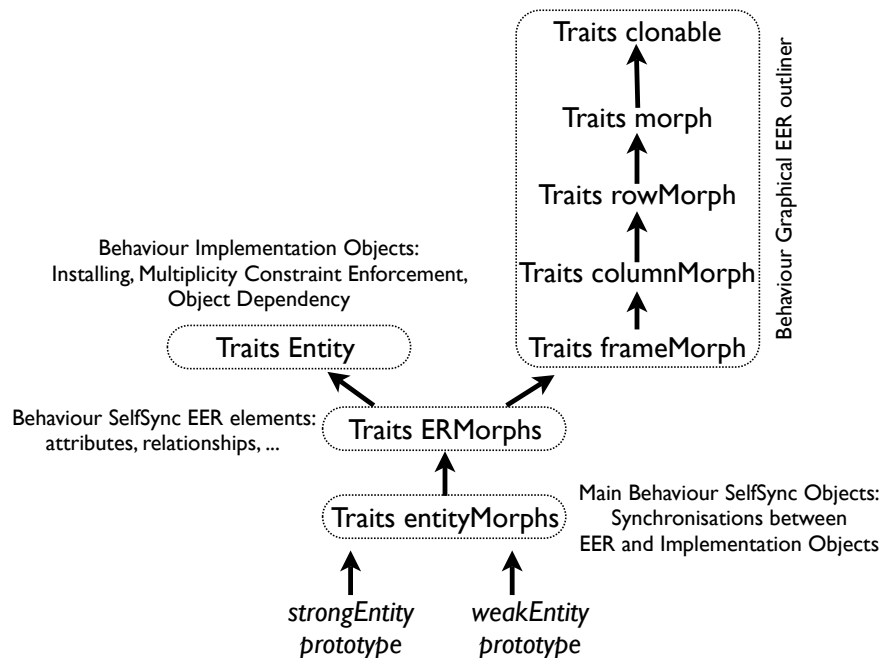 Traits clonable
Traits morph
Traits rowMorph
Traits columnMorph
Traits frameMorph
Behaviour Graphical EER outliner
Behaviour Implementation Objects:
Installing, Multiplicity Constraint Enforcement,
Object Dependency
Traits Entity
Behaviour SelfSync EER elements:
attributes, relationships, ...
Traits ERMorphs
Traits entityMorphs
Main Behaviour SelfSync Objects:
Synchronisations between
EER and Implementation Objects
strongEntity
prototype
weakEntity
prototype